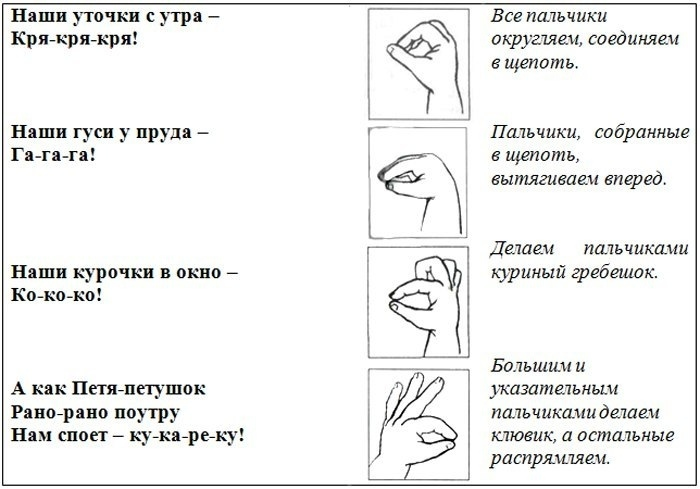 Наши уточки с утра –
Кря-кря-кря!
Все пальчики
округляем, соединяем
в щепоть.
Наши гуси у пруда –
Га-га-га!
Пальчики, собранные
в щепоть,
вытягиваем вперед.
Наши курочки в окно –
Ко-ко-ко!
Делаем пальчиками
куриный гребешок.
А как Петя-петушок
Рано-рано поутру
Нам споет – ку-ка-ре-ку!
Большим и
указательным
пальчиками делаем
клювик, а остальные
распрямляем.